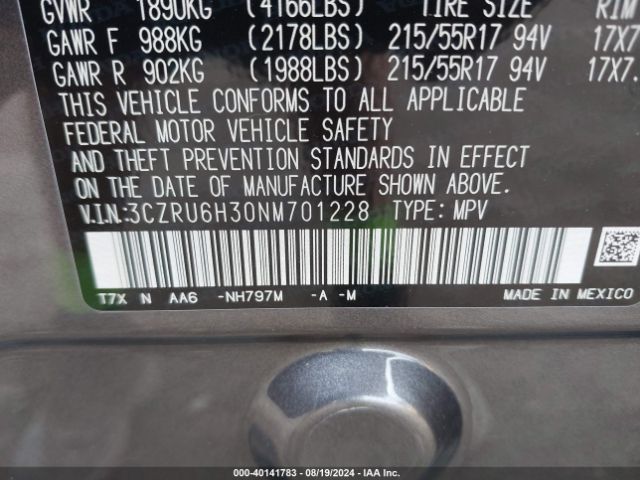 GVWR 1890KG (4166LBS) TIRE SIZE RIM
GAWR F 988KG (2178LBS) 215/55R17 94V 17X7
GAWR R 902KG (1988LBS) 215/55R17 94V 17X7.
THIS VEHICLE CONFORMS TO ALL APPLICABLE
FEDERAL MOTOR VEHICLE SAFETY
AND THEFT PREVENTION STANDARDS IN EFFECT
ON THE DATE OF MANUFACTURE SHOWN ABOVE.
V.I.N.:3CZRU6H30NM701228 TYPE: MPV
T7X N AA6 -NH797M -A -M MADE IN MEXICO
000-40141783 - 08/19/2024 - IAA Inc.